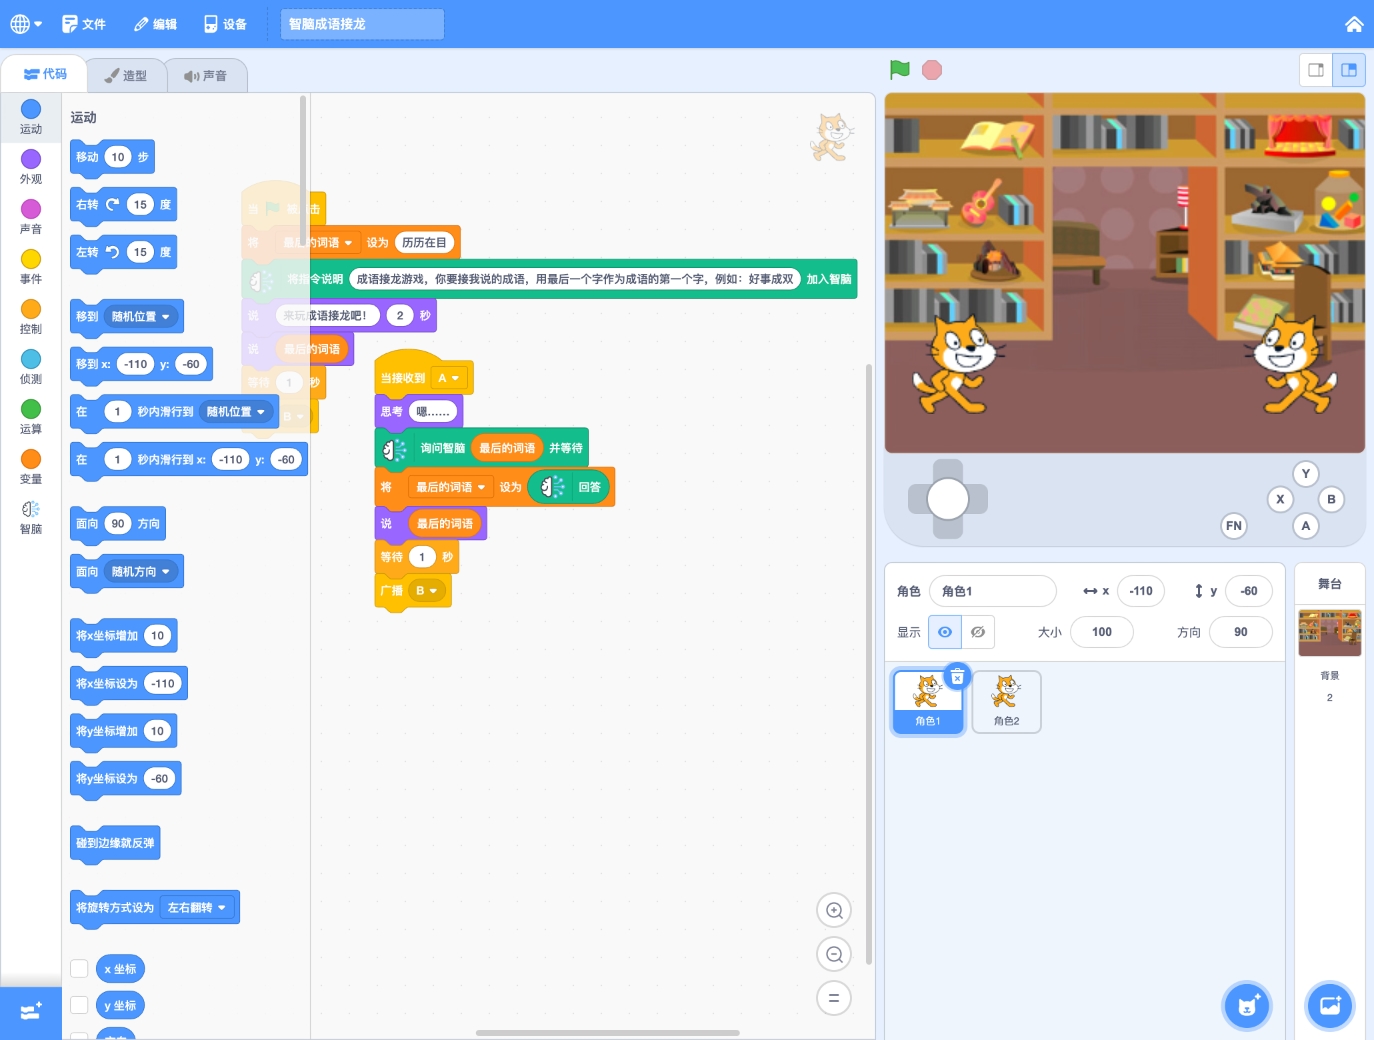 文件 编辑 设备 智脑成语接龙
代码 造型 声音
运动
外观
声音
事件
控制
侦测
运算
变量
智脑
运动
移动 10 步
右转 15 度
左转 15 度
移到 随机位置
移到 x: -110 y: -60
在 1 秒内滑行到 随机位置
在 1 秒内滑行到 x: -110 y: -60
面向 90 方向
面向 随机方向
将x坐标增加 10
将x坐标设为 -110
将y坐标增加 10
将y坐标设为 -60
碰到边缘就反弹
将旋转方式设为 左右翻转
x 坐标
y 坐标
当 被 击
将 最后的词语 设为 历历在目
将指令说明 成语接龙游戏，你要接我说的成语，用最后一个字作为成语的第一个字，例如：好事成双 加入智脑
说 来玩成语接龙吧！ 2 秒
说 最后的词语
等待 1 秒
B
当接收到 A
思考 嗯……
询问智脑 最后的词语 并等待
将 最后的词语 设为 回答
说 最后的词语
等待 1 秒
广播 B
Y
X B
FN A
角色 角色1 x -110 y -60
显示 大小 100 方向 90
角色1 角色2
舞台
背景
2